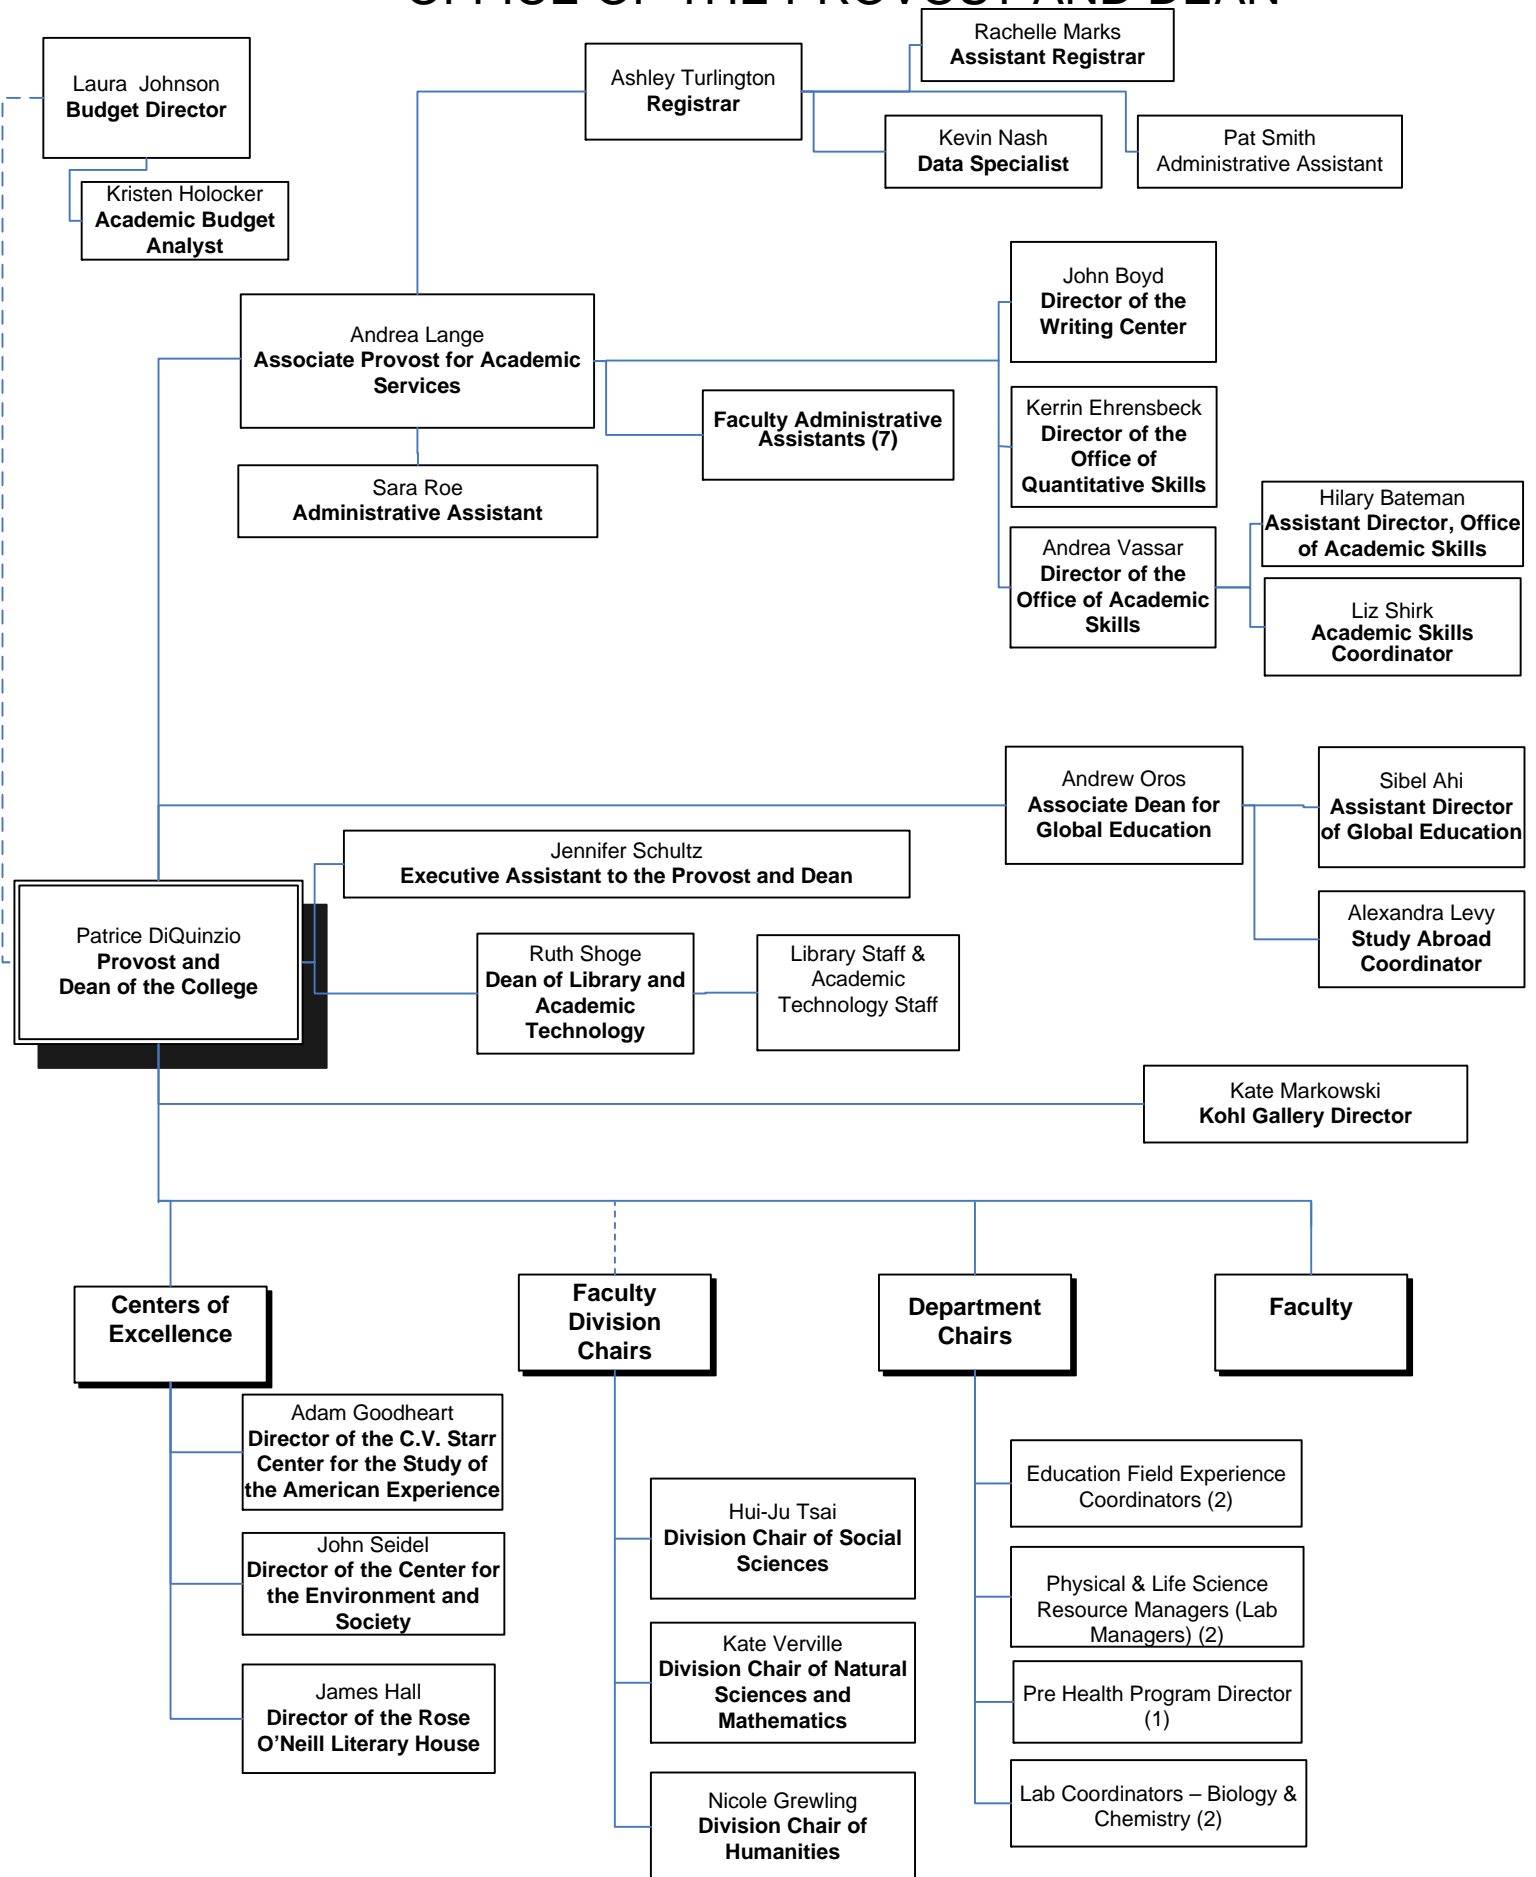 OFFICE OF THE PROVOST AND DEAN
Laura  Johnson
Budget Director
Kristen Holocker
Academic Budget
Analyst
Ashley Turlington
Registrar
Rachelle Marks
Assistant Registrar
Kevin Nash
Data Specialist
Pat Smith
Administrative Assistant
Andrea Lange
Associate Provost for Academic
Services
Sara Roe
Administrative Assistant
Faculty Administrative
Assistants (7)
John Boyd
Director of the
Writing Center
Kerrin Ehrensbeck
Director of the
Office of
Quantitative Skills
Andrea Vassar
Director of the
Office of Academic
Skills
Hilary Bateman
Assistant Director, Office
of Academic Skills
Liz Shirk
Academic Skills
Coordinator
Andrew Oros
Associate Dean for
Global Education
Sibel Ahi
Assistant Director
of Global Education
Alexandra Levy
Study Abroad
Coordinator
Jennifer Schultz
Executive Assistant to the Provost and Dean
Patrice DiQuinzio
Provost and
Dean of the College
Ruth Shoge
Dean of Library and
Academic
Technology
Library Staff &
Academic
Technology Staff
Kate Markowski
Kohl Gallery Director
Centers of
Excellence
Faculty
Division
Chairs
Department
Chairs
Faculty
Adam Goodheart
Director of the C.V. Starr
Center for the Study of
the American Experience
John Seidel
Director of the Center for
the Environment and
Society
James Hall
Director of the Rose
O’Neill Literary House
Hui-Ju Tsai
Division Chair of Social
Sciences
Kate Verville
Division Chair of Natural
Sciences and
Mathematics
Nicole Grewling
Division Chair of
Humanities
Education Field Experience
Coordinators (2)
Physical & Life Science
Resource Managers (Lab
Managers) (2)
Pre Health Program Director
(1)
Lab Coordinators – Biology &
Chemistry (2)